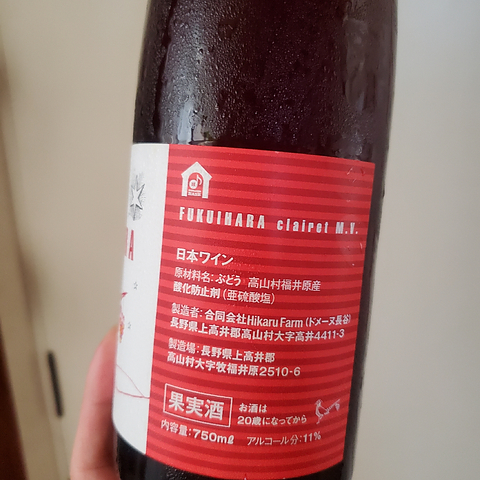 FUKUIHARA clairet M.V.
日本ワイン
原材料名：ぶどう 高山村福井原産
酸化防止剤（亜硫酸塩）
製造者：合同会社Hikaru Farm（ドメーヌ長谷）
長野県上高井郡高山村大字高井4411-3
製造場：長野県上高井郡
高山村大字牧福井原2510-6
果実酒
お酒は
20歳になってから
内容量：750mℓ アルコール分：11%